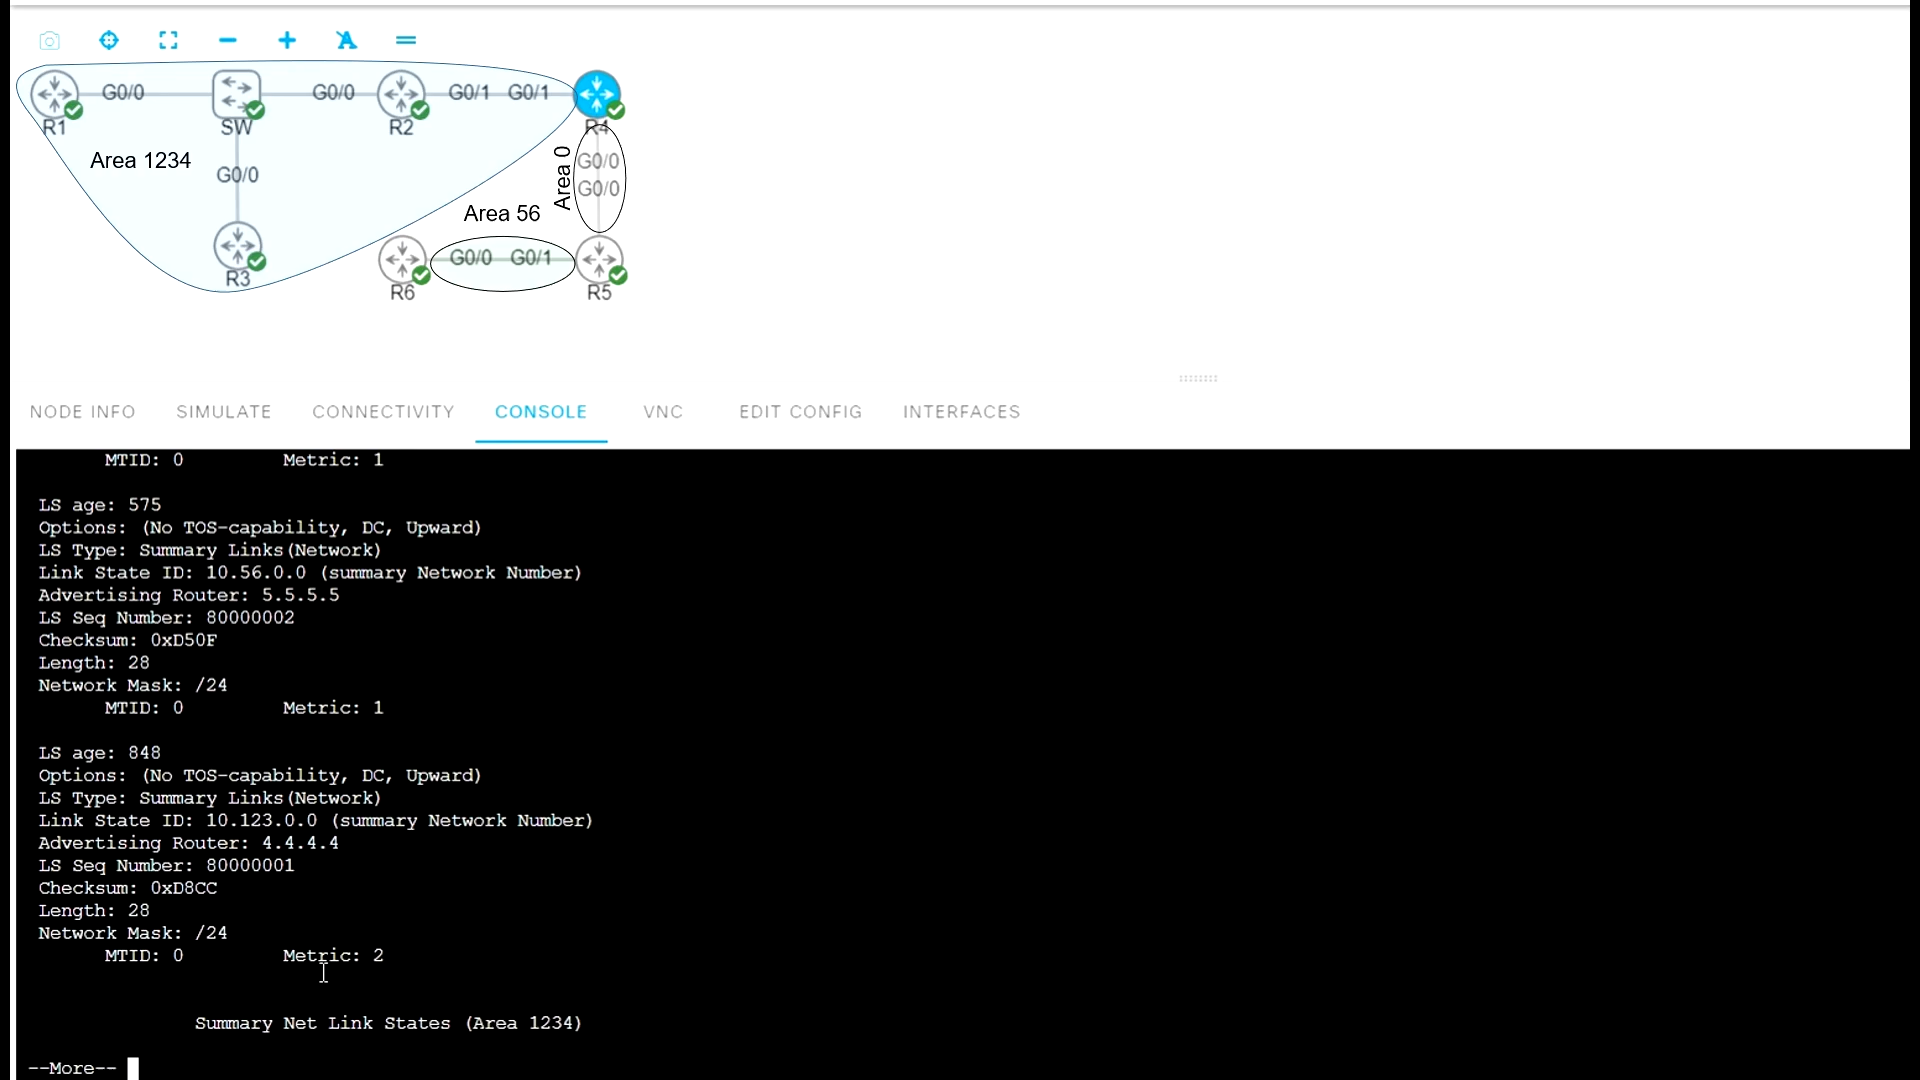 G0/0
G0/0
G0/1
G0/1
R1
SW
R2
R4
Area 1234
G0/0
Area 0
G0/0
G0/0
Area 56
G0/0
G0/1
R3
R6
R5
NODE INFO
SIMULATE
CONNECTIVITY
CONSOLE
VNC
EDIT CONFIG
INTERFACES
MTID: 0 Metric: 1
LS age: 575
Options: (No TOS-capability, DC, Upward)
LS Type: Summary Links(Network)
Link State ID: 10.56.0.0 (summary Network Number)
Advertising Router: 5.5.5.5
LS Seq Number: 80000002
Checksum: 0xD50F
Length: 28
Network Mask: /24
MTID: 0 Metric: 1
LS age: 848
Options: (No TOS-capability, DC, Upward)
LS Type: Summary Links(Network)
Link State ID: 10.123.0.0 (summary Network Number)
Advertising Router: 4.4.4.4
LS Seq Number: 80000001
Checksum: 0xD8CC
Length: 28
Network Mask: /24
MTID: 0 Metric: 2
Summary Net Link States (Area 1234)
--More--